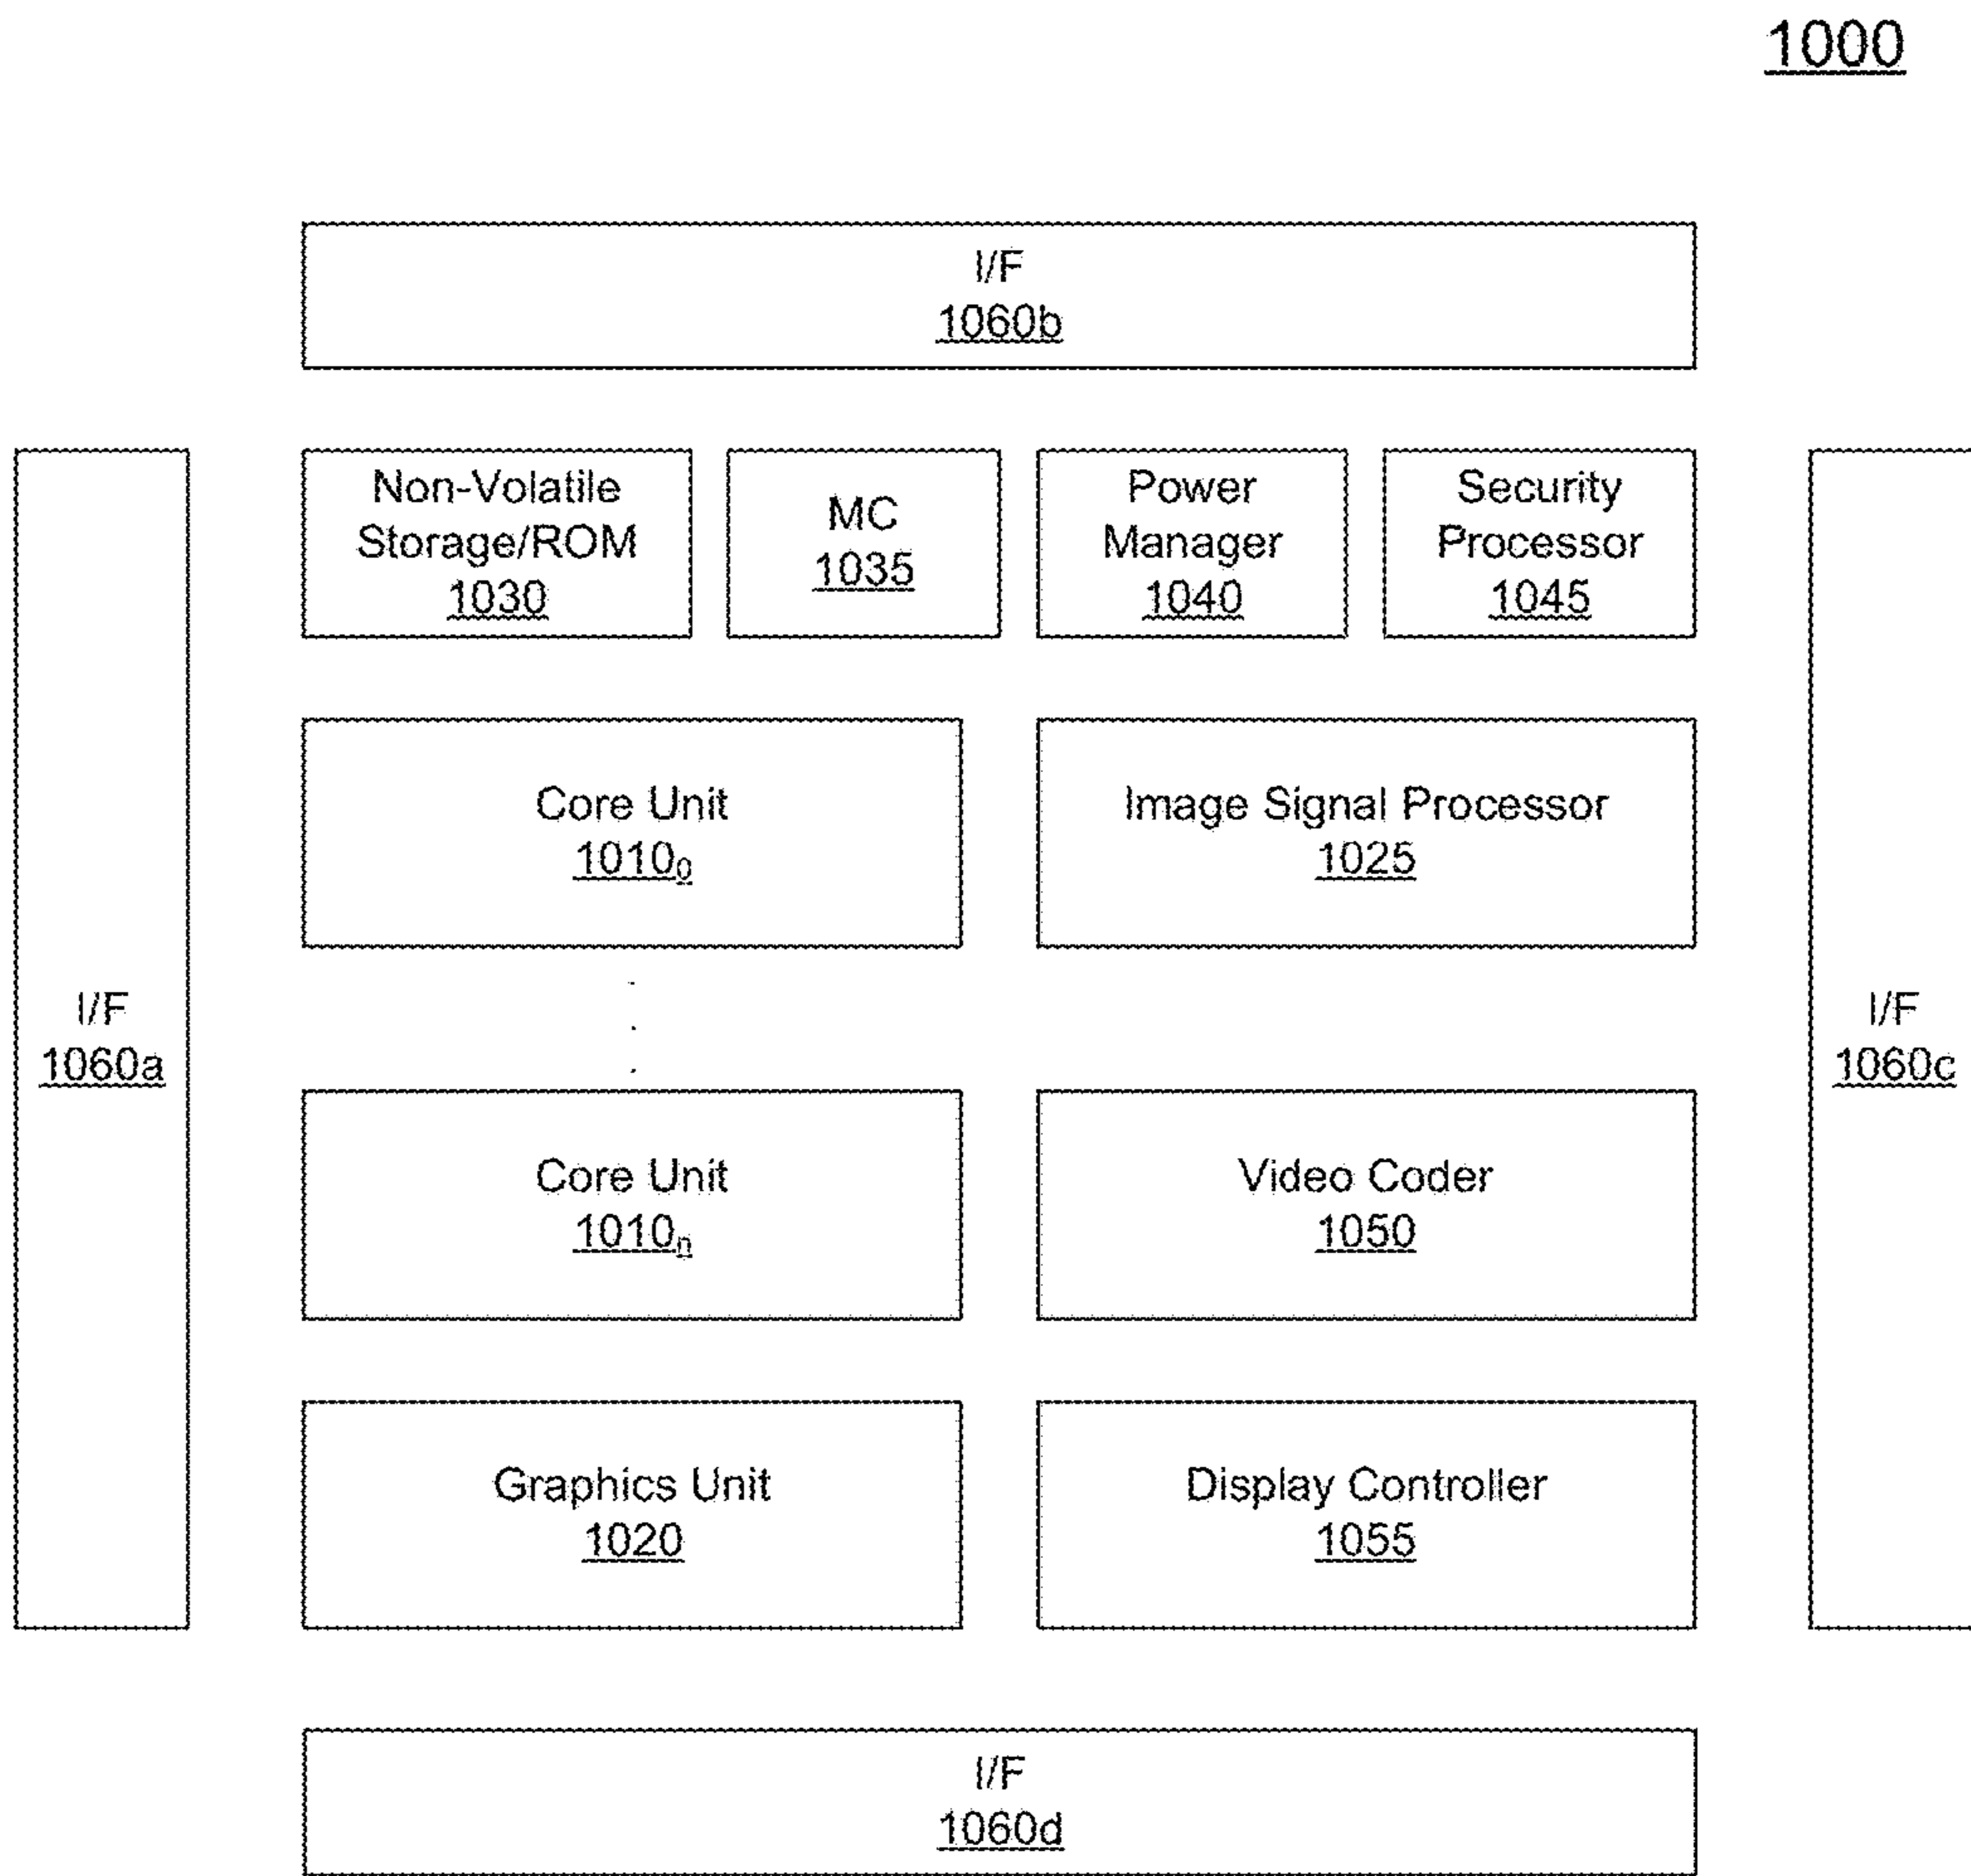 1000
I/F
1060b
Non-Volatile
Storage/ROM
1030
MC
1035
Power
Manager
1040
Security
Processor
1045
Core Unit
1010₀
Image Signal Processor
1025
I/F
1060a
I/F
1060c
Core Unit
1010ₙ
Video Coder
1050
Graphics Unit
1020
Display Controller
1055
I/F
1060d